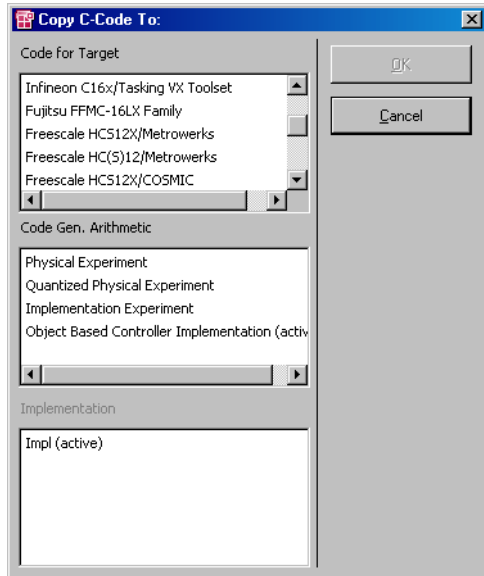 Copy C-Code To:
Code for Target
OK
Infineon C16x/Tasking VX Toolset
Fujitsu FFMC-16LX Family
Freescale HCS12X/Metrowerks
Freescale HC(S)12/Metrowerks
Freescale HCS12X/COSMIC
Cancel
Code Gen. Arithmetic
Physical Experiment
Quantized Physical Experiment
Implementation Experiment
Object Based Controller Implementation (activ
Implementation
Impl (active)